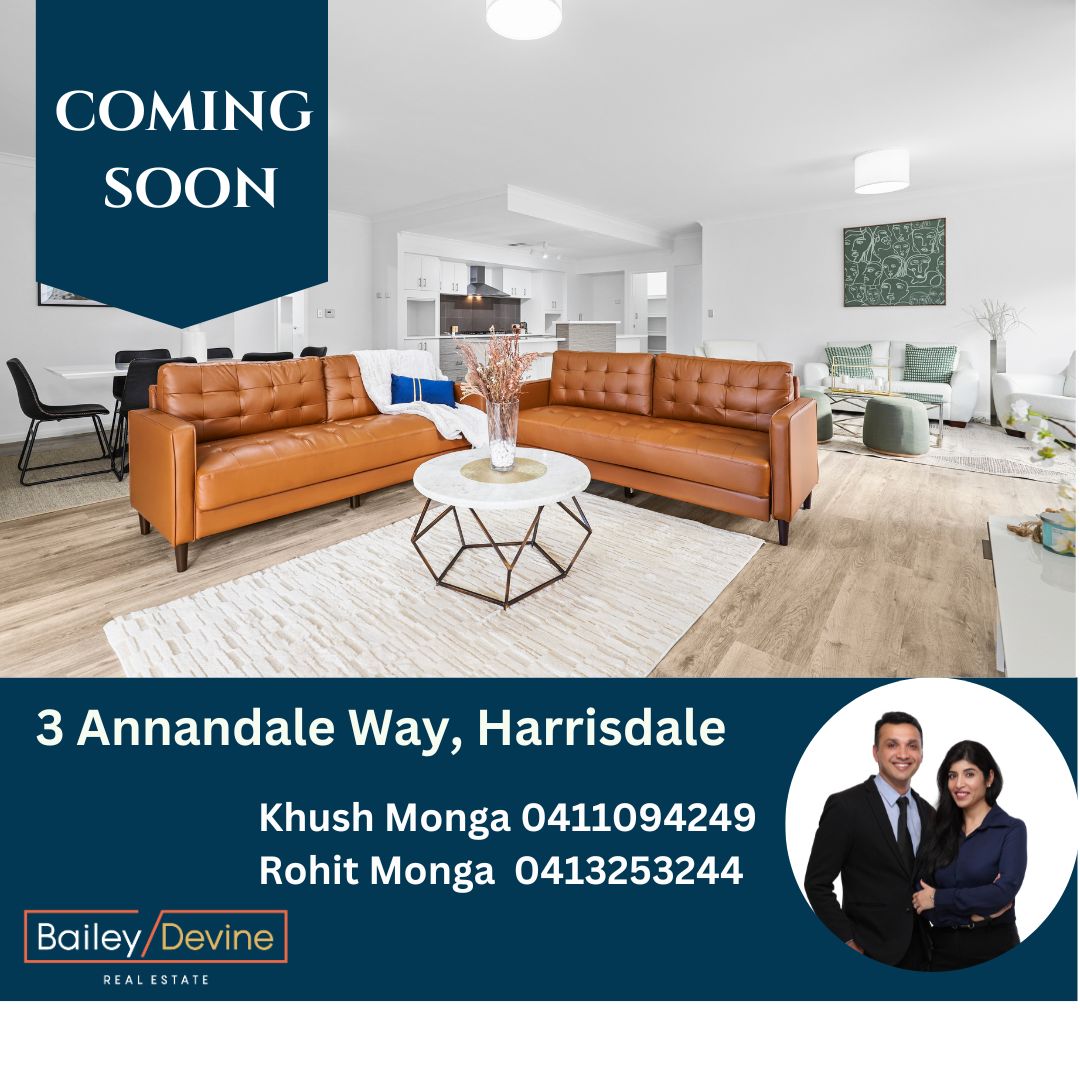 COMING
SOON
3 Annandale Way, Harrisdale
Khush Monga 0411094249
Rohit Monga 0413253244
Bailey/Devine
REAL ESTATE